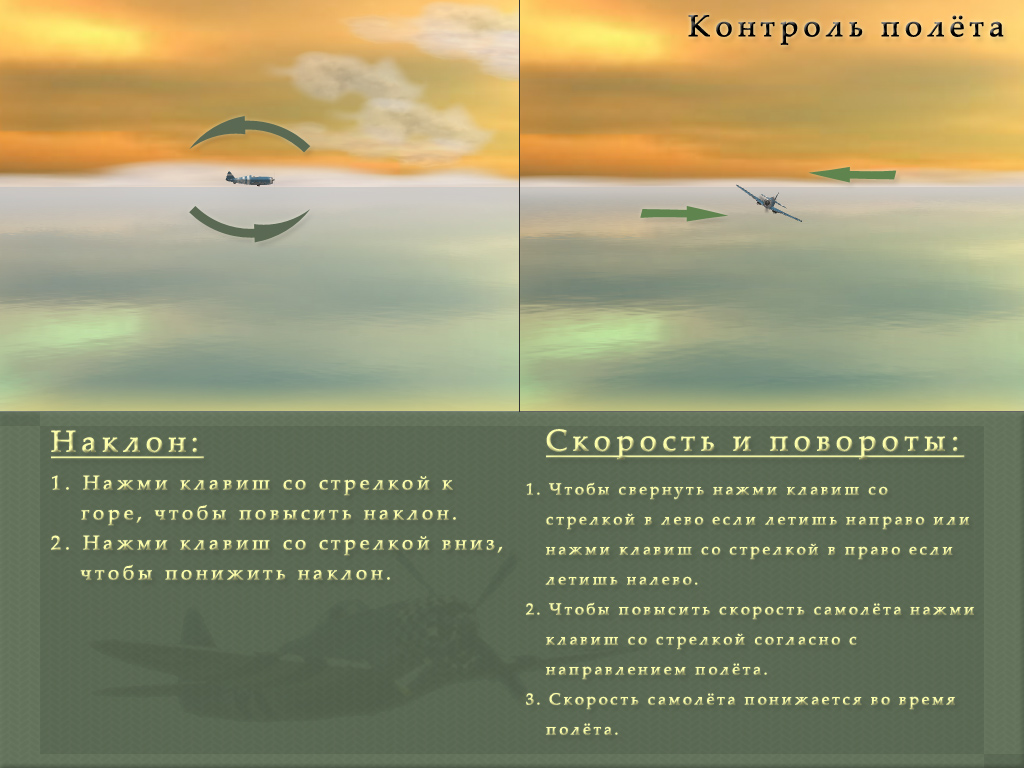 Контроль полёта
Наклон:
1. Нажми клавиш со стрелкой к
горе, чтобы повысить наклон.
2. Нажми клавиш со стрелкой вниз,
чтобы понижить наклон.
Скорость и повороты:
1. Чтобы свернуть нажми клавиш со
стрелкой в лево если летишь направо или
нажми клавиш со стрелкой в право если
летишь налево.
2. Чтобы повысить скорость самолёта нажми
клавиш со стрелкой согласно с
направлением полёта.
3. Скорость самолёта понижается во время
полёта.